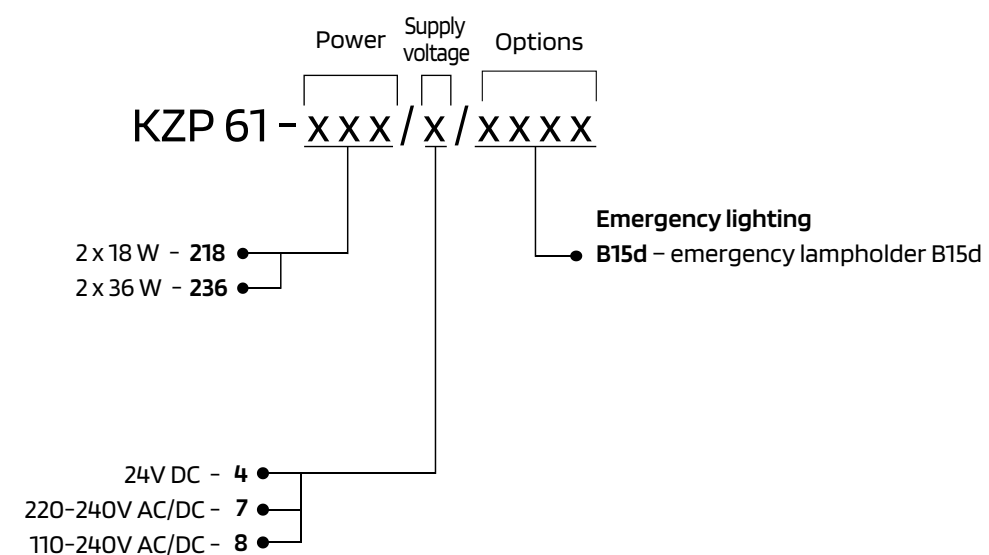 Power
Supply
voltage
Options
KZP 61 - x x x / x / x x x x
Emergency lighting
B15d – emergency lampholder B15d
2 x 18 W - 218
2 x 36 W - 236
24V DC - 4
220-240V AC/DC - 7
110-240V AC/DC - 8